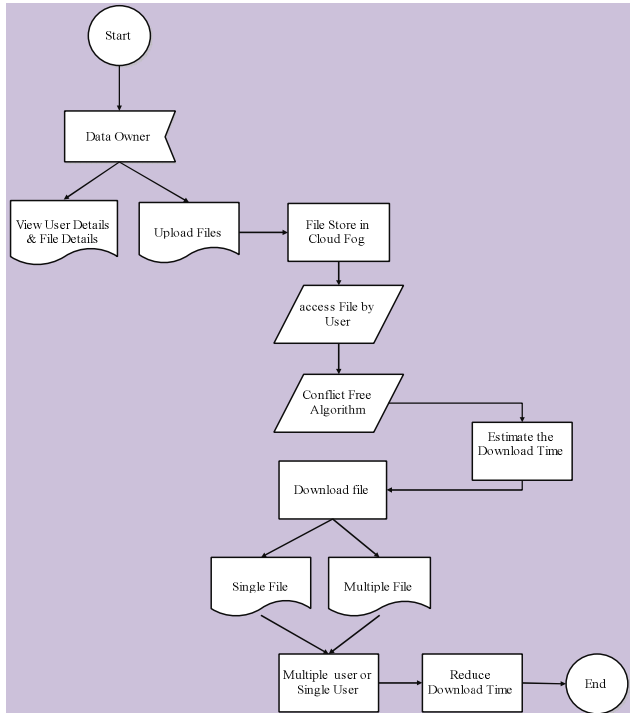 Start
Data Owner
View User Details
& File Details
Upload Files
File Store in
Cloud Fog
access File by
User
Conflict Free
Algorithm
Estimate the
Download Time
Download file
Single File
Multiple File
Multiple user or
Single User
Reduce
Download Time
End